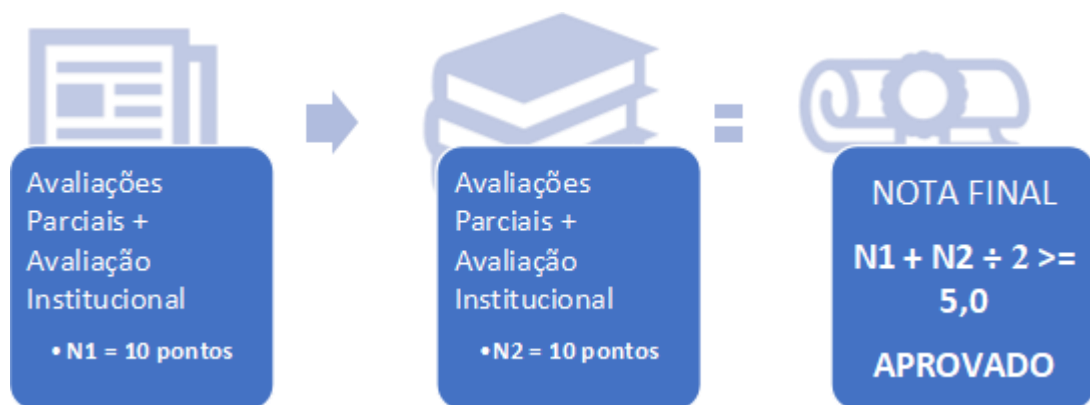 Avaliações
Parciais +
Avaliação
Institucional
• N1 = 10 pontos
Avaliações
Parciais +
Avaliação
Institucional
•N2 = 10 pontos
NOTA FINAL
N1 + N2 ÷ 2 >=
5,0
APROVADO